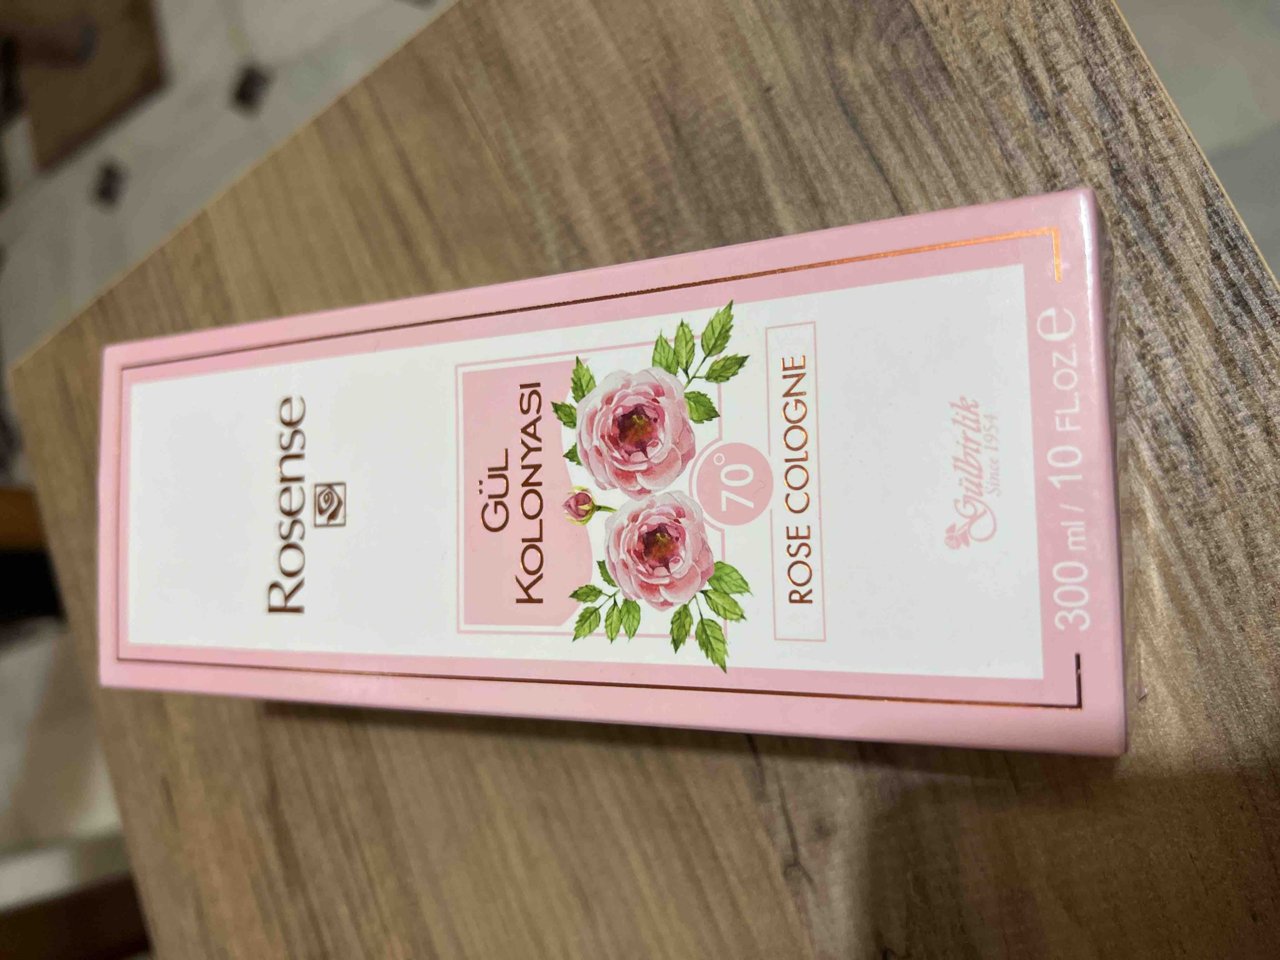 Rosense
GÜL
KOLONYASI
70°
ROSE COLOGNE
Gülbirlik
Since 1954
300 ml / 10 FL.OZ.℮